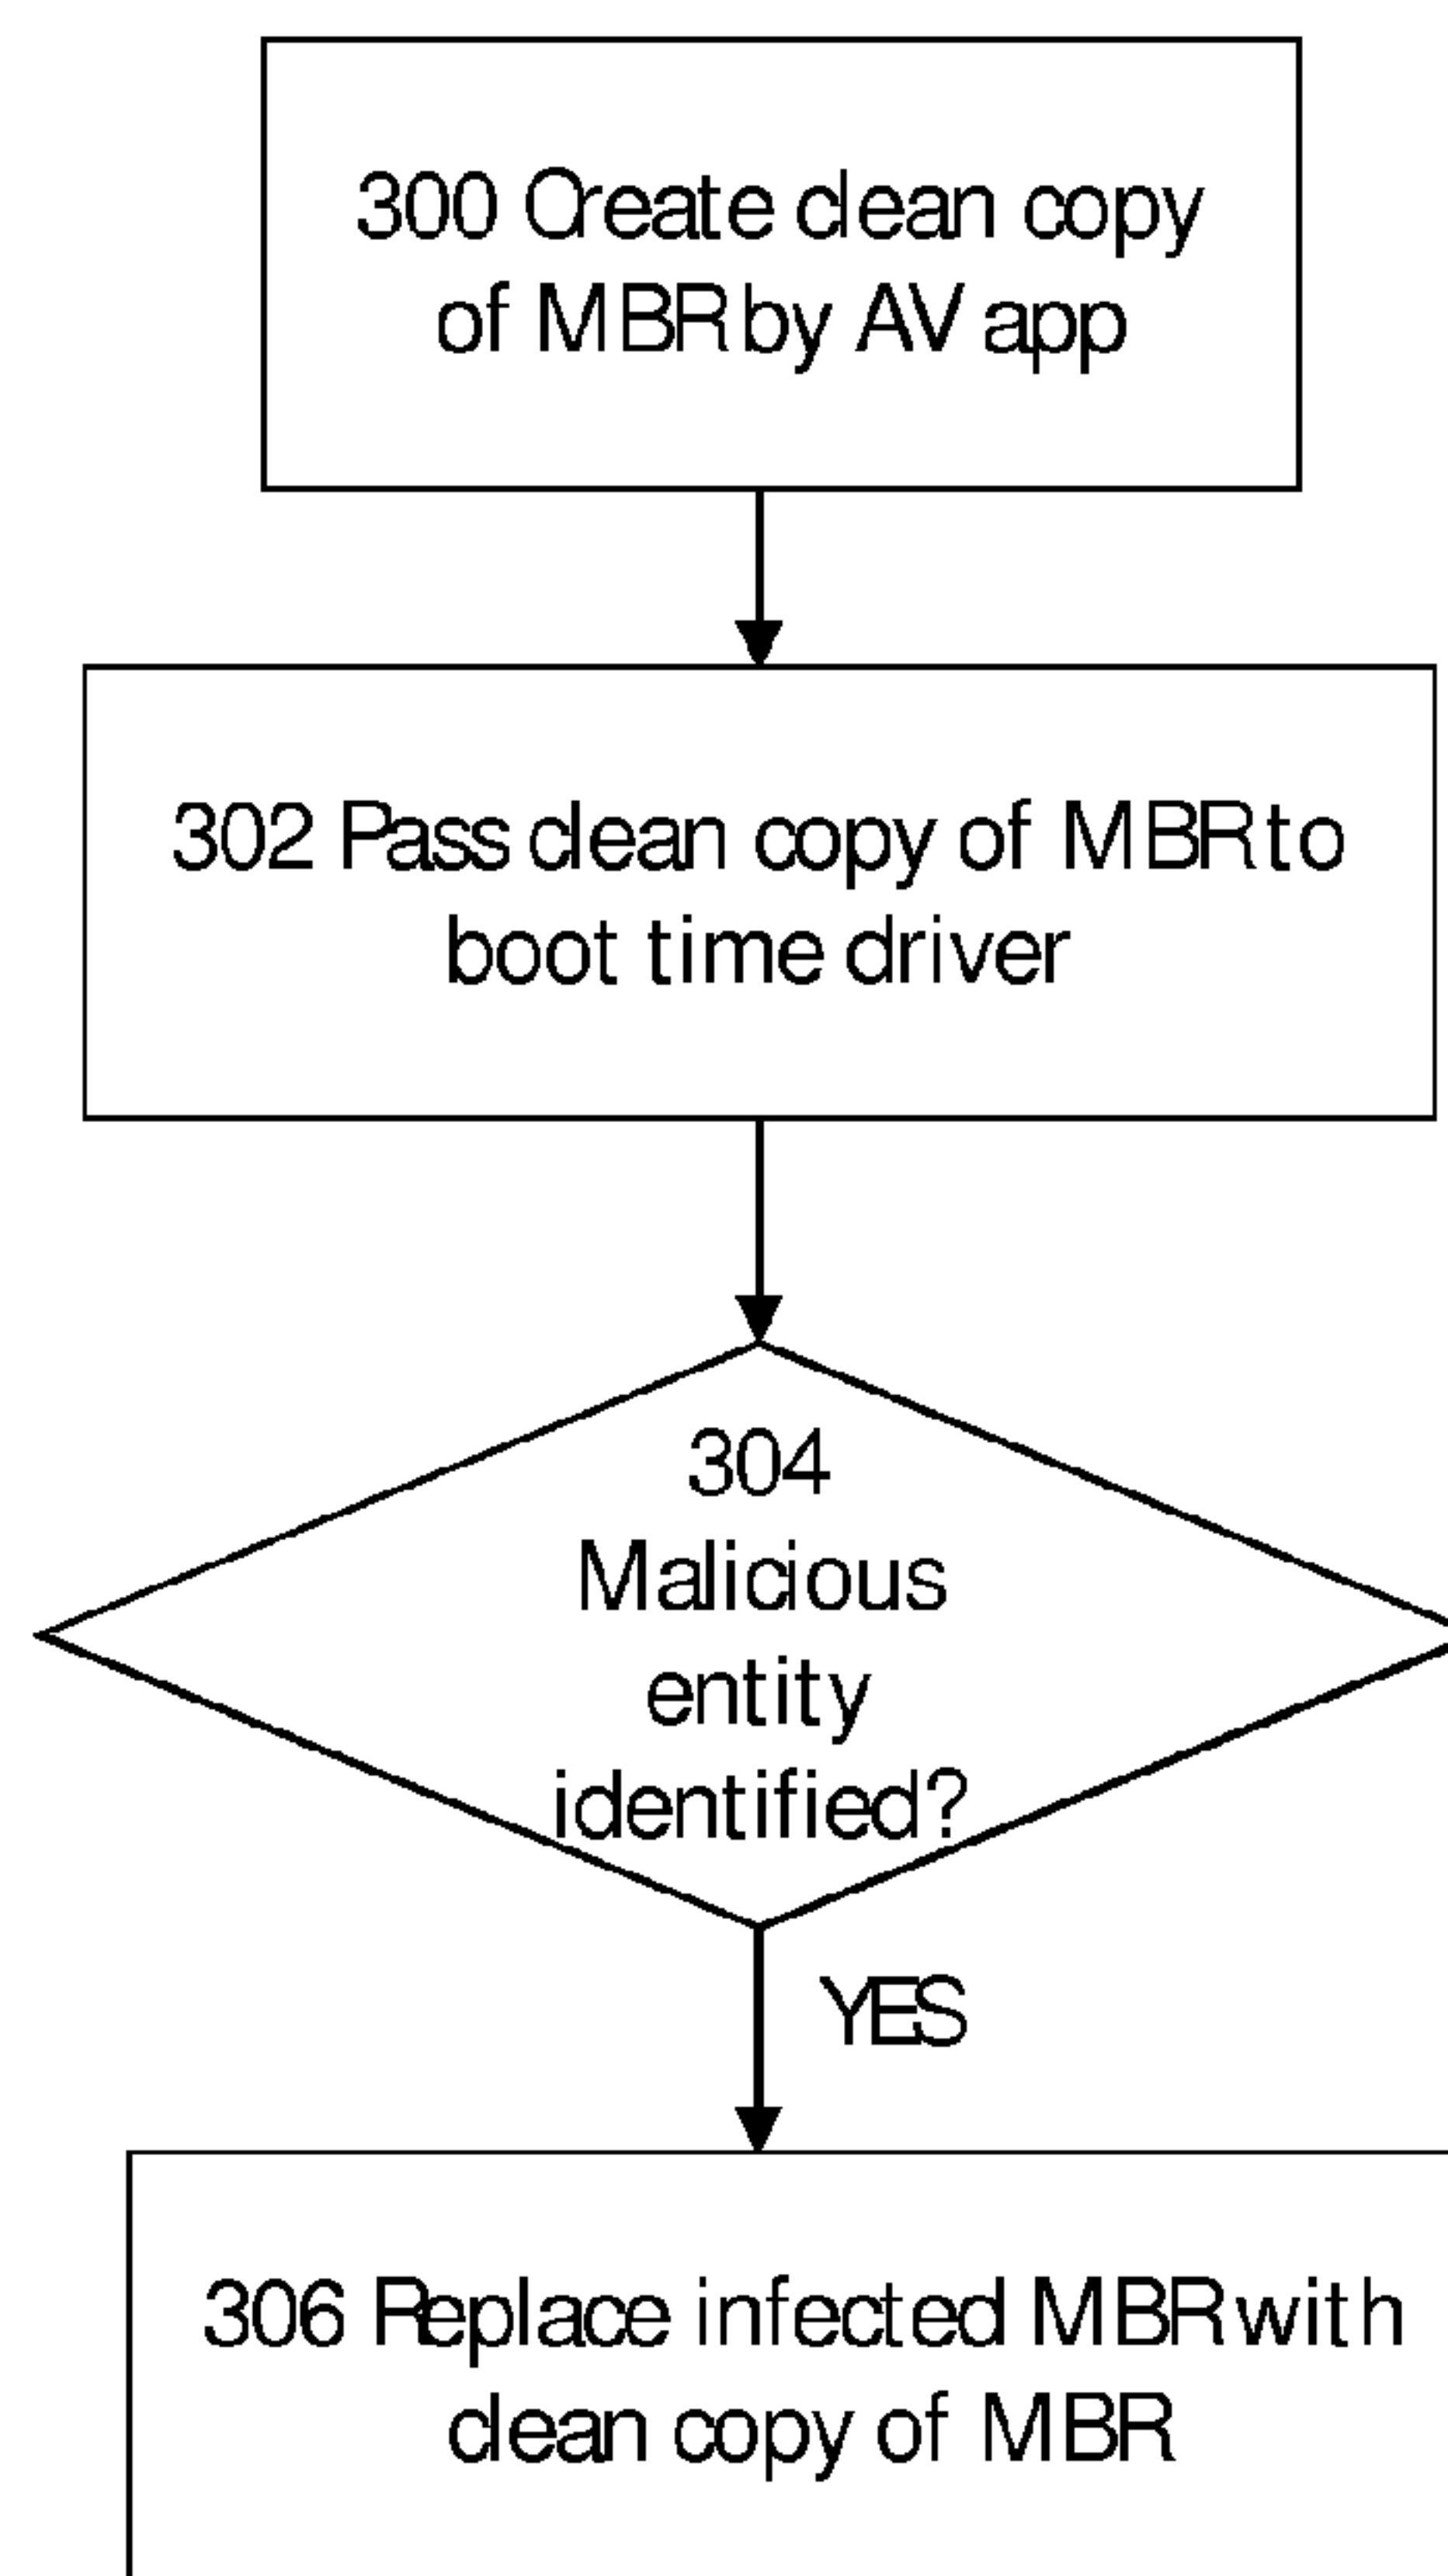 300 Create clean copy
of MBR by AV app
302 Pass clean copy of MBR to
boot time driver
304
Malicious
entity
identified?
YES
306 Replace infected MBR with
clean copy of MBR